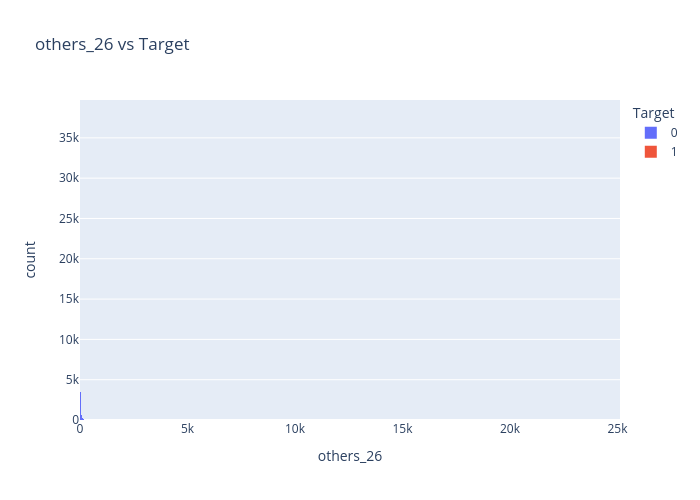 others_26 vs Target
Target
0
1
35k
30k
25k
20k
15k
10k
5k
0
count
0
5k
10k
15k
20k
25k
others_26